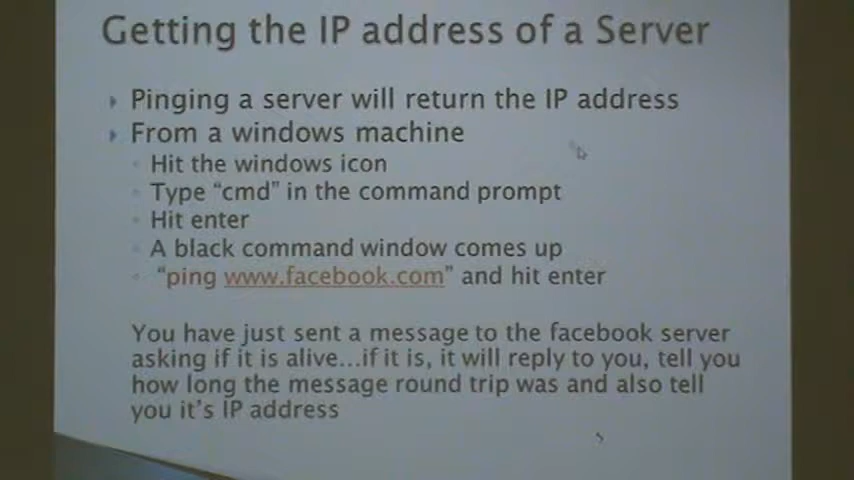 Getting the IP address of a Server
Pinging a server will return the IP address
From a windows machine
Hit the windows icon
Type “cmd” in the command prompt
Hit enter
A black command window comes up
“ping www.facebook.com” and hit enter
You have just sent a message to the facebook server
asking if it is alive...if it is, it will reply to you, tell you
how long the message round trip was and also tell
you it’s IP address